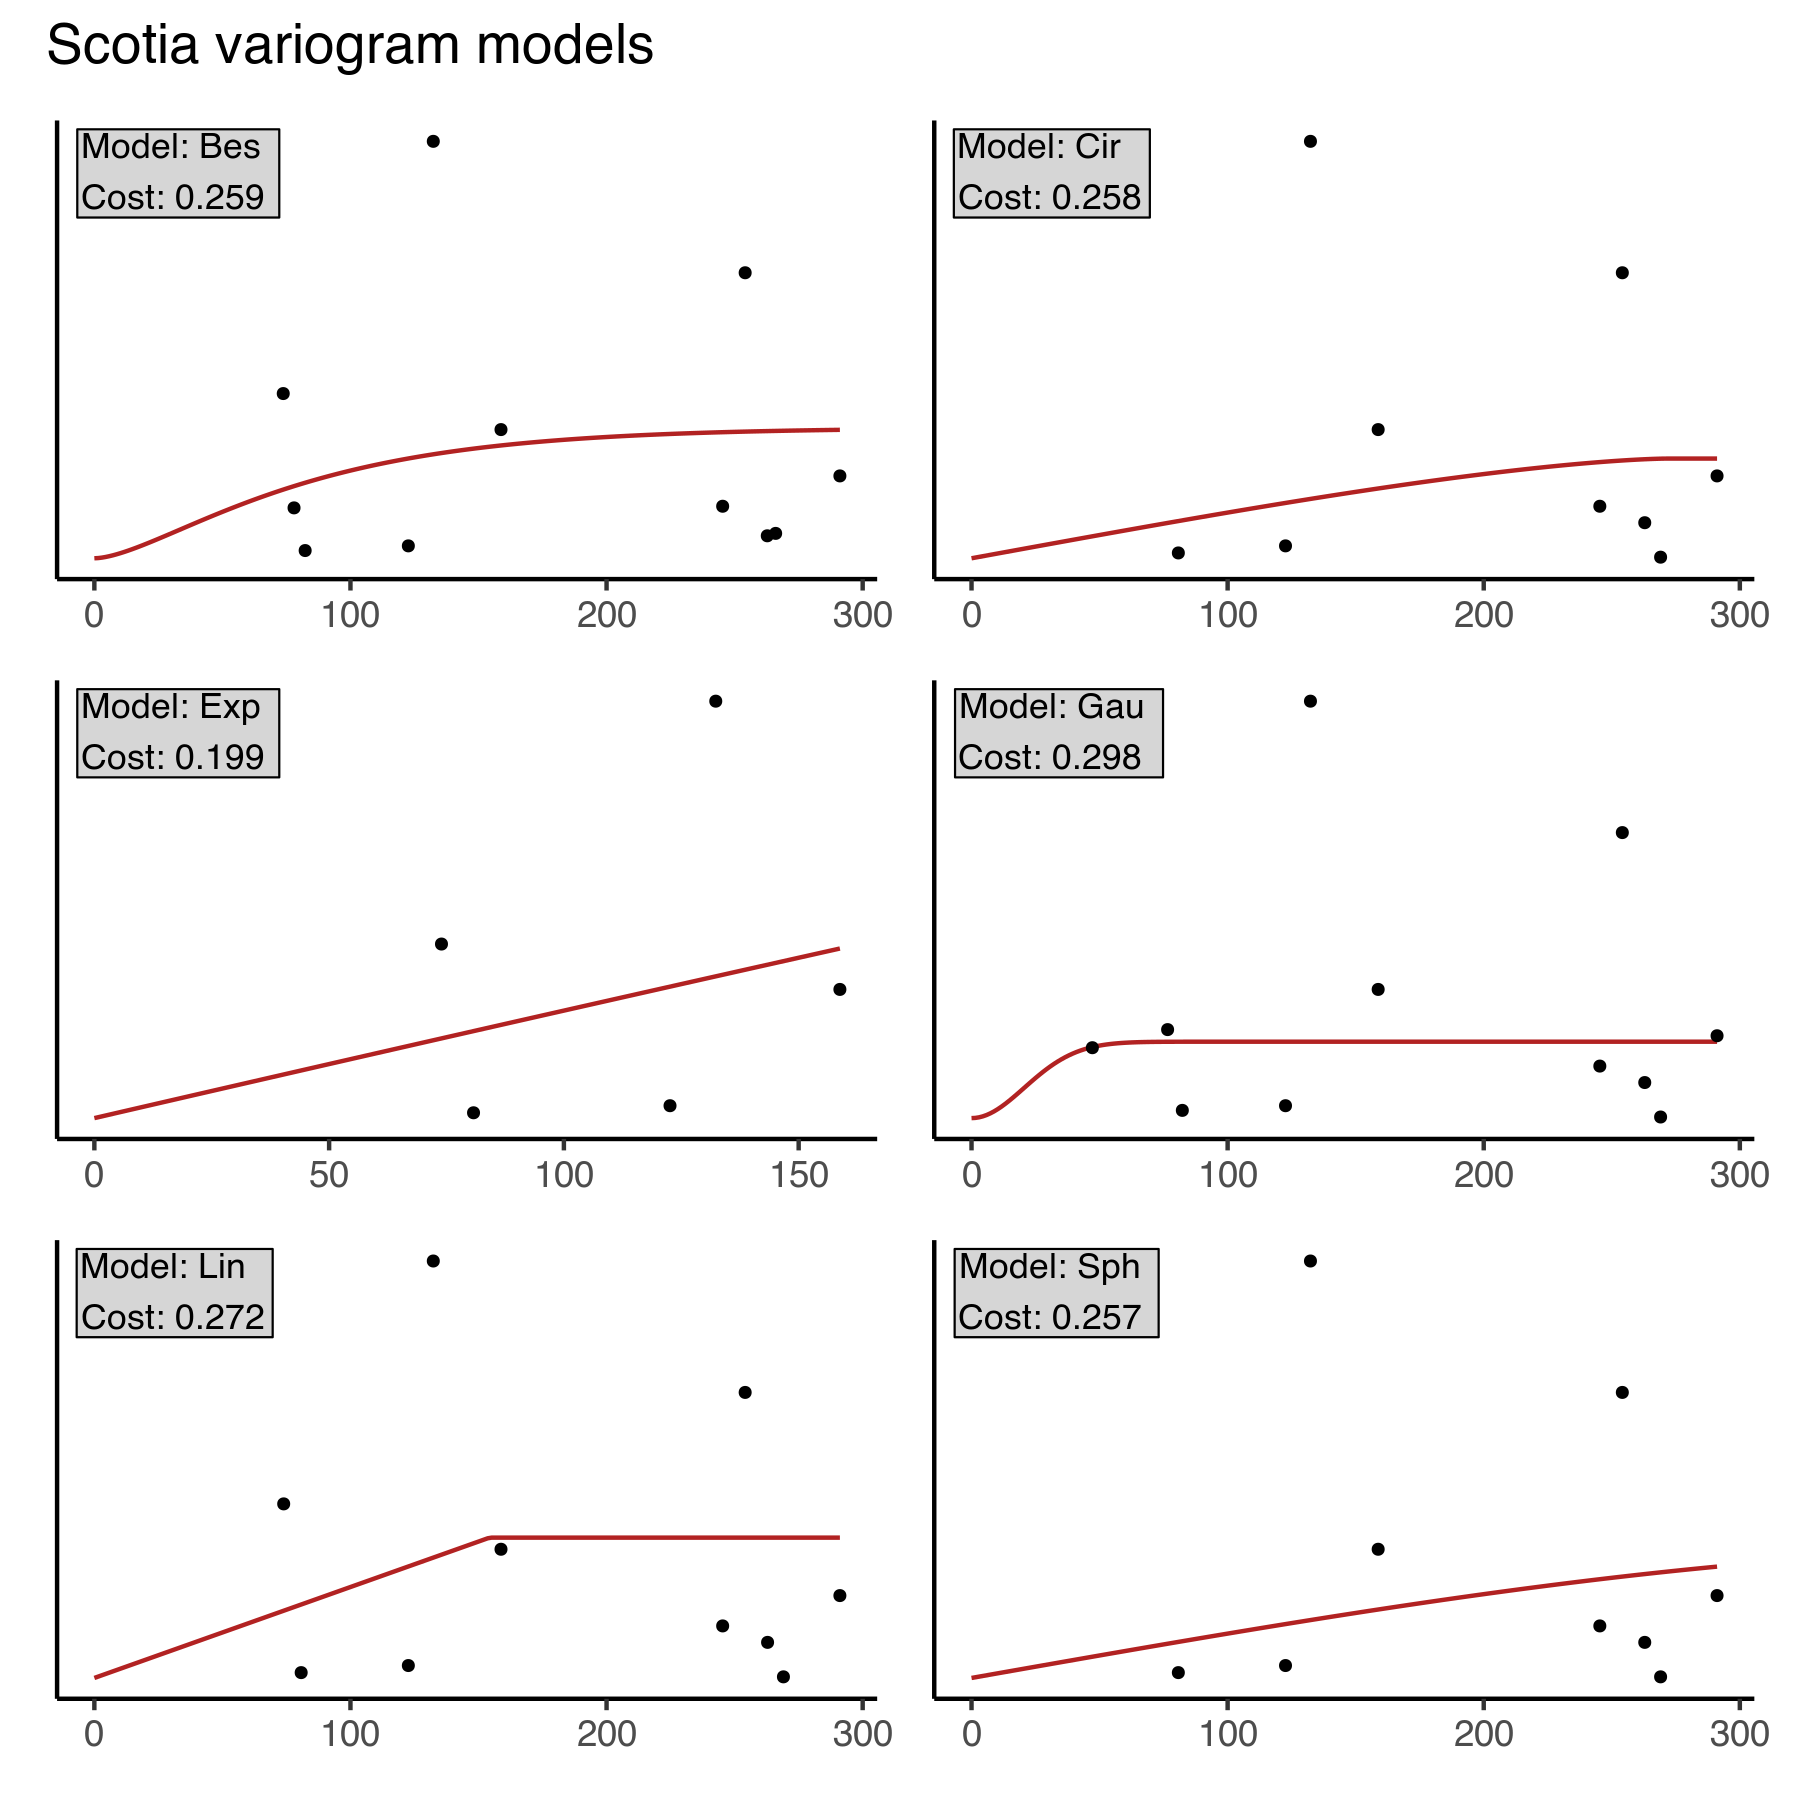 Scotia variogram models
Model: Bes
Cost: 0.259
0 100 200 300
Model: Cir
Cost: 0.258
0 100 200 300
Model: Exp
Cost: 0.199
0 50 100 150
Model: Gau
Cost: 0.298
0 100 200 300
Model: Lin
Cost: 0.272
0 100 200 300
Model: Sph
Cost: 0.257
0 100 200 300